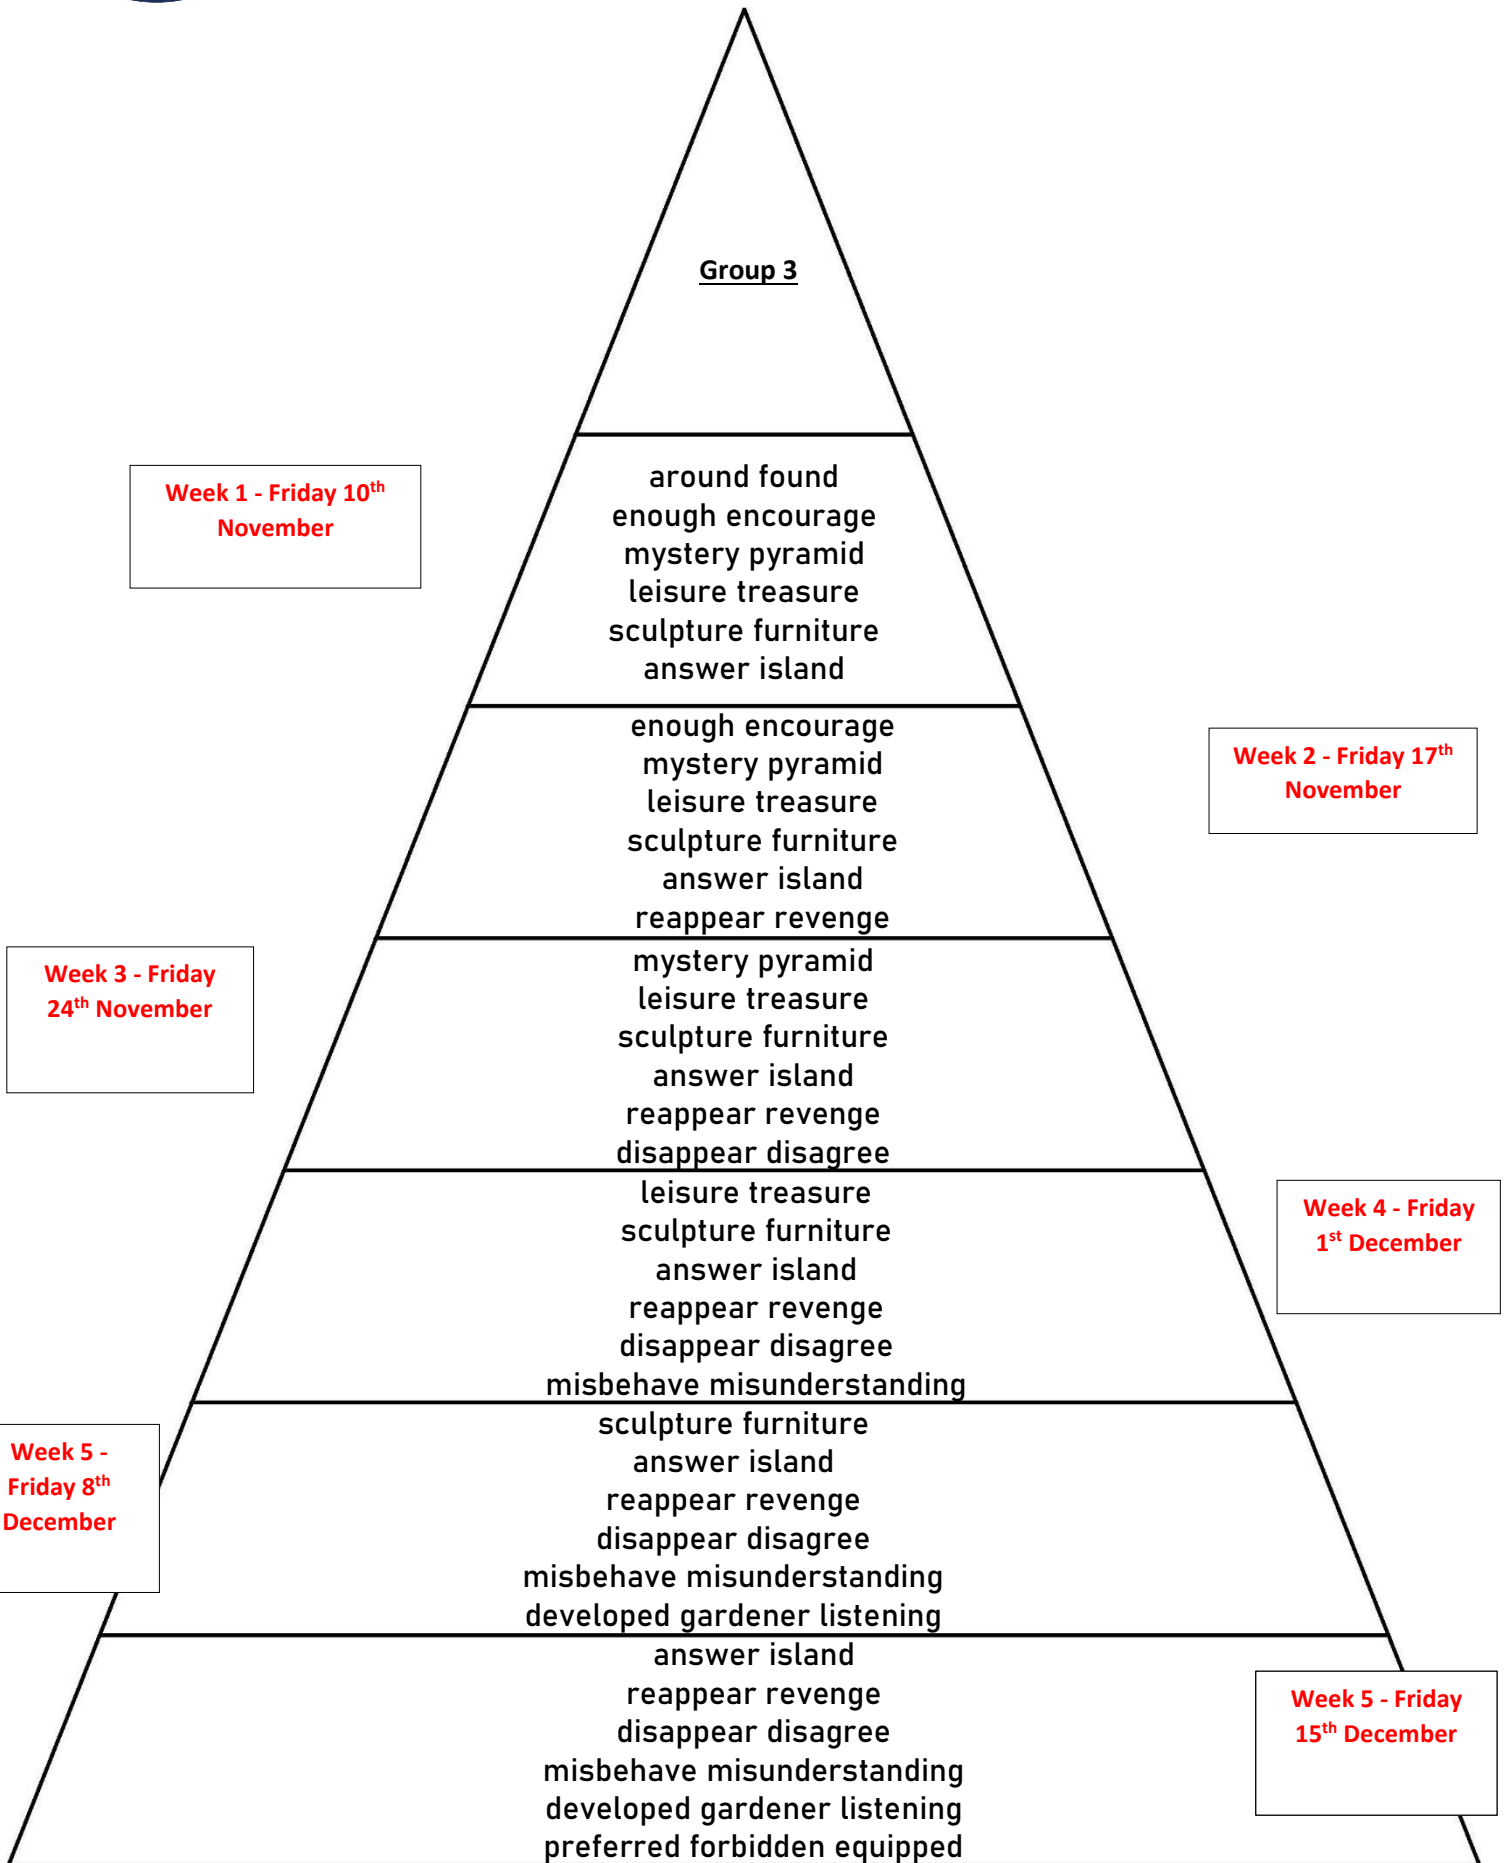 Group 3
Week 1 - Friday 10th
November
around found
enough encourage
mystery pyramid
leisure treasure
sculpture furniture
answer island
enough encourage
mystery pyramid
leisure treasure
sculpture furniture
answer island
reappear revenge
Week 2 - Friday 17th
November
Week 3 - Friday
24th November
mystery pyramid
leisure treasure
sculpture furniture
answer island
reappear revenge
disappear disagree
leisure treasure
sculpture furniture
answer island
reappear revenge
disappear disagree
misbehave misunderstanding
Week 4 - Friday
1st December
Week 5 -
Friday 8th
December
sculpture furniture
answer island
reappear revenge
disappear disagree
misbehave misunderstanding
developed gardener listening
answer island
reappear revenge
disappear disagree
misbehave misunderstanding
developed gardener listening
preferred forbidden equipped
Week 5 - Friday
15th December